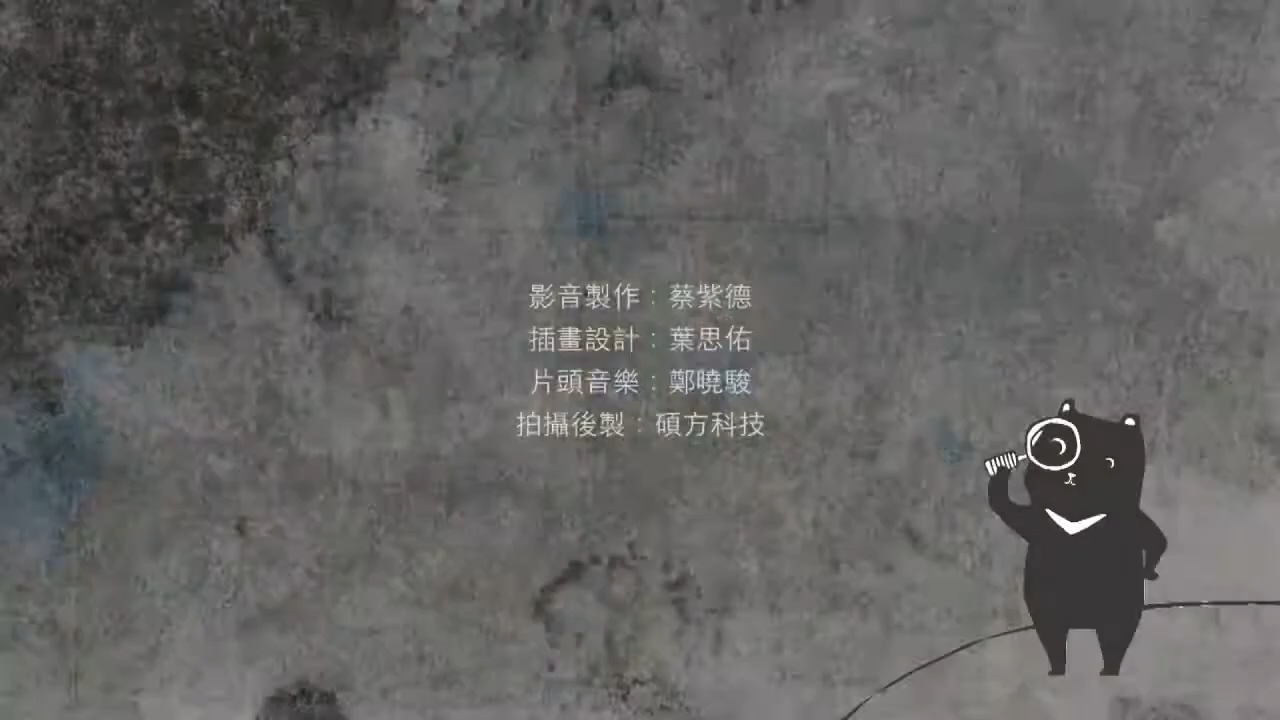 影音製作：蔡紫德
插畫設計：葉思佑
片頭音樂：鄭曉駿
拍攝後製：碩方科技